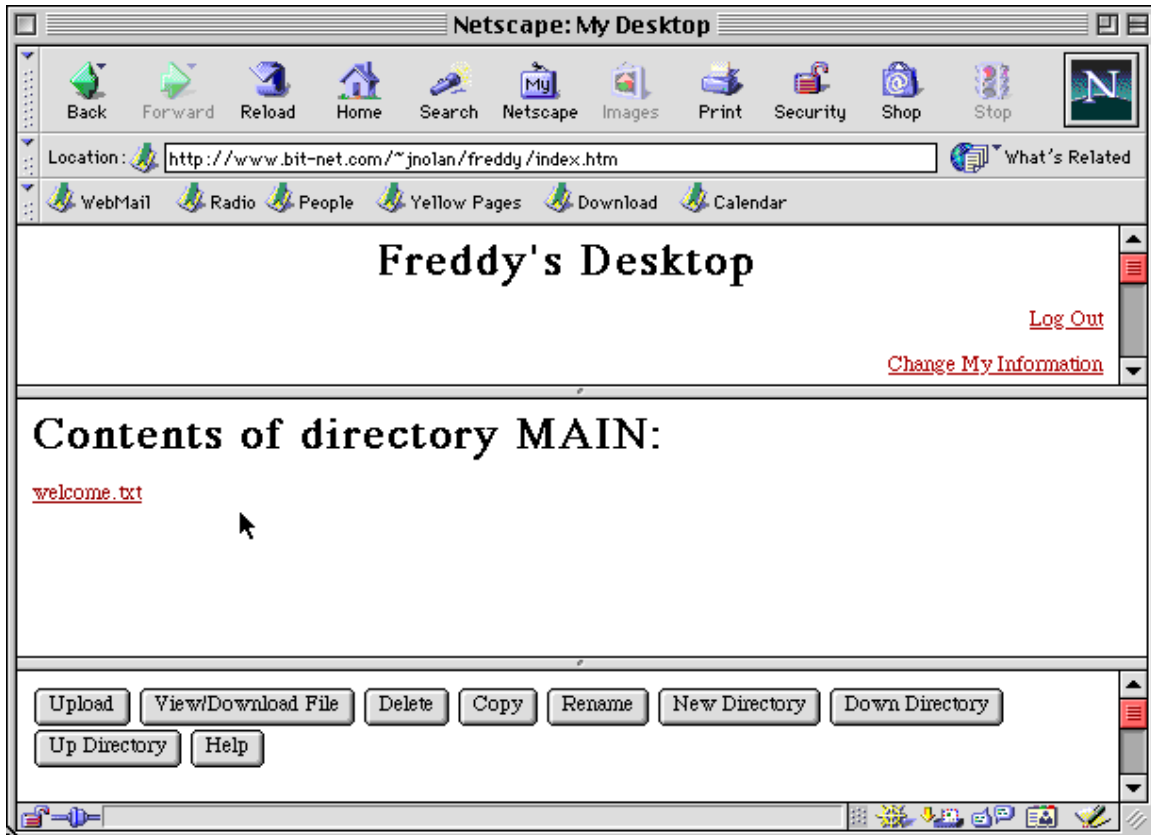 Netscape: My Desktop
Back Forward Reload Home Search Netscape Images Print Security Shop Stop
My
N
Location: http://www.bit-net.com/~jnolan/freddy/index.htm What's Related
WebMail Radio People Yellow Pages Download Calendar
Freddy's Desktop
Log Out
Change My Information
Contents of directory MAIN:
welcome.txt
Upload View/Download File Delete Copy Rename New Directory Down Directory
Up Directory Help